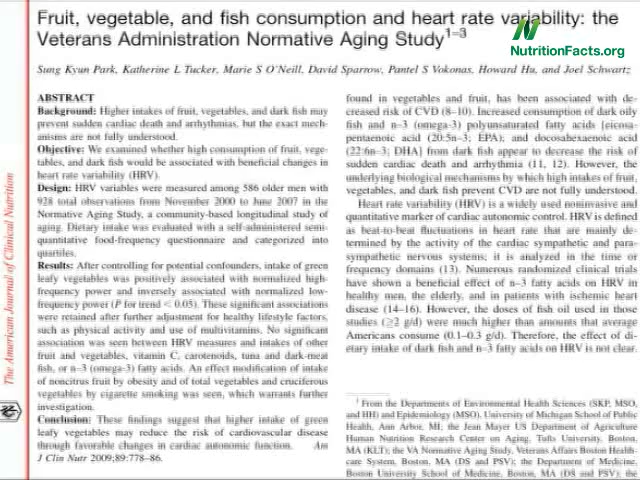 Fruit, vegetable, and fish consumption and heart rate variability: the
Veterans Administration Normative Aging Study1–3
NutritionFacts.org
Sung Kyun Park, Katherine L Tucker, Marie S O'Neill, David Sparrow, Pantel S Vokonas, Howard Hu, and Joel Schwartz
ABSTRACT
Background: Higher intakes of fruit, vegetables, and dark fish may
prevent sudden cardiac death and arrhythmias, but the exact mech-
anisms are not fully understood.
Objective: We examined whether high consumption of fruit, vege-
tables, and dark fish would be associated with beneficial changes in
heart rate variability (HRV).
Design: HRV variables were measured among 586 older men with
928 total observations from November 2000 to June 2007 in the
Normative Aging Study, a community-based longitudinal study of
aging. Dietary intake was evaluated with a self-administered semi-
quantitative food-frequency questionnaire and categorized into
quartiles.
Results: After controlling for potential confounders, intake of green
leafy vegetables was positively associated with normalized high-
frequency power and inversely associated with normalized low-
frequency power (P for trend < 0.05). These significant associations
were retained after further adjustment for healthy lifestyle factors,
such as physical activity and use of multivitamins. No significant
association was seen between HRV measures and intakes of other
fruit and vegetables, vitamin C, carotenoids, tuna and dark-meat
fish, or n–3 (omega-3) fatty acids. An effect modification of intake
of noncitrus fruit by obesity and of total vegetables and cruciferous
vegetables by cigarette smoking was seen, which warrants further
investigation.
Conclusion: These findings suggest that higher intake of green
leafy vegetables may reduce the risk of cardiovascular disease
through favorable changes in cardiac autonomic function. Am
J Clin Nutr 2009;89:778–86.
found in vegetables and fruit, has been associated with de-
creased risk of CVD (8–10). Increased consumption of dark oily
fish and n–3 (omega-3) polyunsaturated fatty acids [eicosa-
pentaenoic acid (20:5n–3; EPA); and docosahexaenoic acid
(22:6n–3; DHA] from dark fish appear to decrease the risk of
sudden cardiac death and arrhythmia (11, 12). However, the
underlying biological mechanisms by which high intakes of fruit,
vegetables, and dark fish prevent CVD are not fully understood.
Heart rate variability (HRV) is a widely used noninvasive and
quantitative marker of cardiac autonomic control. HRV is defined
as beat-to-beat fluctuations in heart rate that are mainly de-
termined by the activity of the cardiac sympathetic and para-
sympathetic nervous systems; it is analyzed in the time or
frequency domains (13). Numerous randomized clinical trials
have shown a beneficial effect of n–3 fatty acids on HRV in
healthy men, the elderly, and in patients with ischemic heart
disease (14–16). However, the doses of fish oil used in those
studies (≥2 g/d) were much higher than amounts that average
Americans consume (0.1–0.3 g/d). Therefore, the effect of di-
etary intake of dark fish and n–3 fatty acids on HRV is not clear.
1 From the Departments of Environmental Health Sciences (SKP, MSO,
and HH) and Epidemiology (MSO), University of Michigan School of Public
Health, Ann Arbor, MI; the Jean Mayer US Department of Agriculture
Human Nutrition Research Center on Aging, Tufts University, Boston,
MA (KLT); the VA Normative Aging Study, Veterans Affairs Boston Health-
care System, Boston, MA (DS and PSV); the Department of Medicine,
Boston University School of Medicine, Boston, MA (DS and PSV); the
The American Journal of Clinical Nutrition